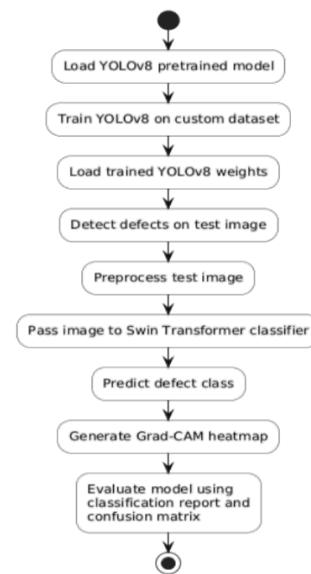 Load YOLOv8 pretrained model
Train YOLOv8 on custom dataset
Load trained YOLOv8 weights
Detect defects on test image
Preprocess test image
Pass image to Swin Transformer classifier
Predict defect class
Generate Grad-CAM heatmap
Evaluate model using
classification report and
confusion matrix